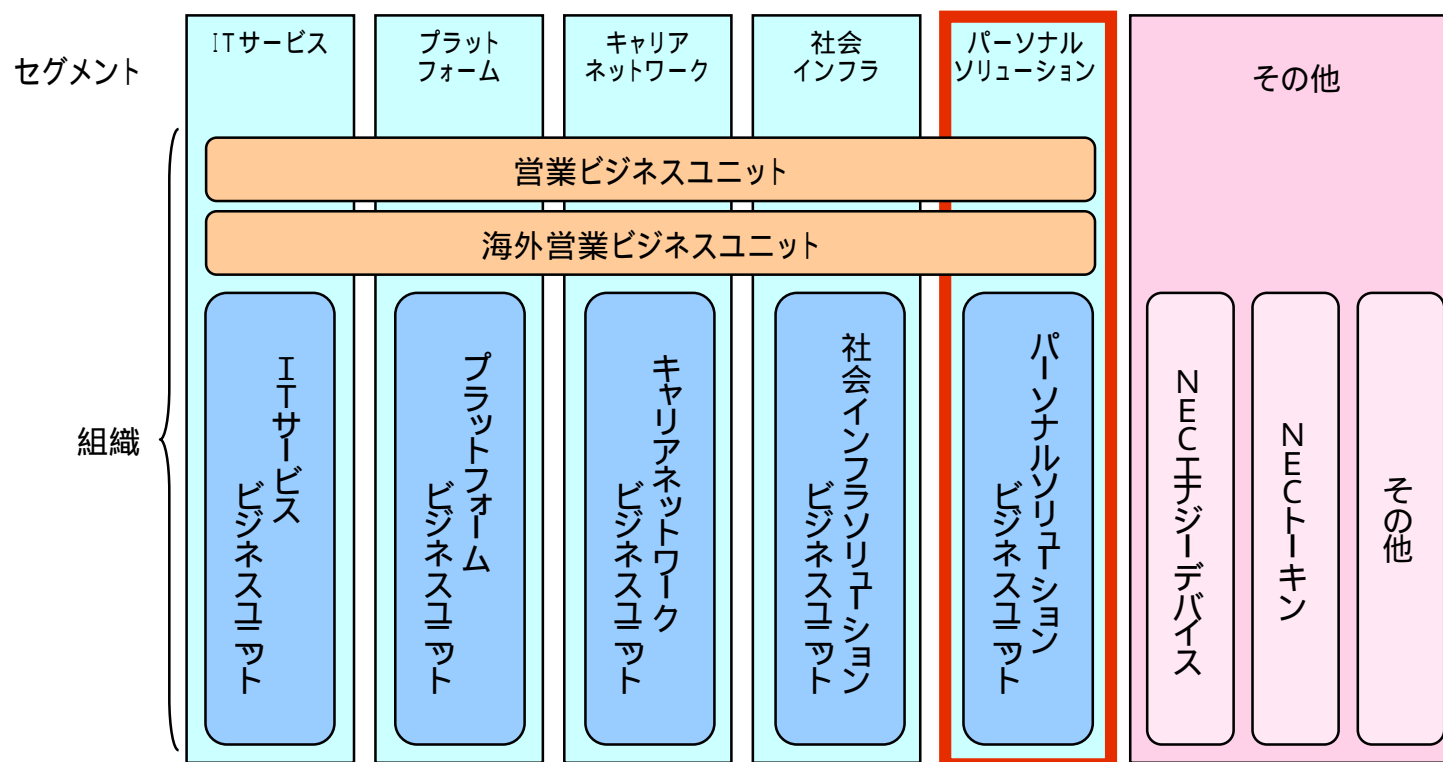 セグメント
ITサービス
プラット
フォーム
キャリア
ネットワーク
社会
インフラ
パーソナル
ソリューション
その他
組織
営業ビジネスユニット
海外営業ビジネスユニット
ITサービス
ビジネスユニット
プラットフォーム
ビジネスユニット
キャリアネットワーク
ビジネスユニット
社会インフラソリューション
ビジネスユニット
パーソナルソリューション
ビジネスユニット
NECエナジーデバイス
NECトーキン
その他